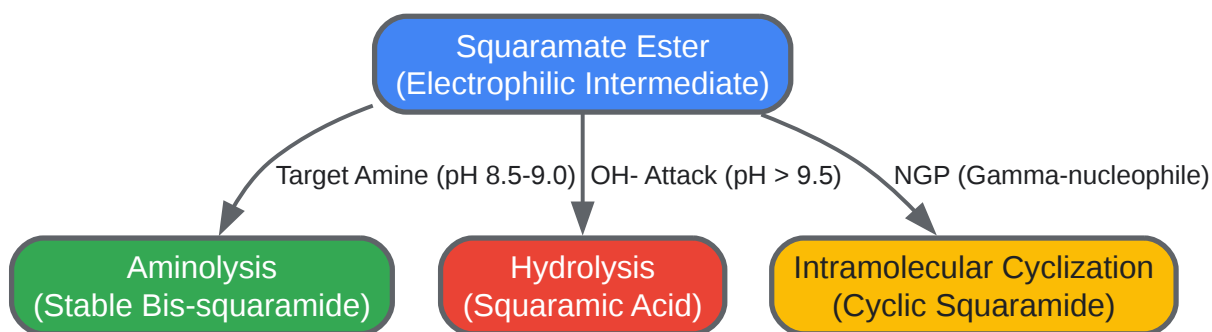 Squaramate Ester
(Electrophilic Intermediate)
Target Amine (pH 8.5-9.0)
OH- Attack (pH > 9.5)
NGP (Gamma-nucleophile)
Aminolysis
(Stable Bis-squaramide)
Hydrolysis
(Squaramic Acid)
Intramolecular Cyclization
(Cyclic Squaramide)